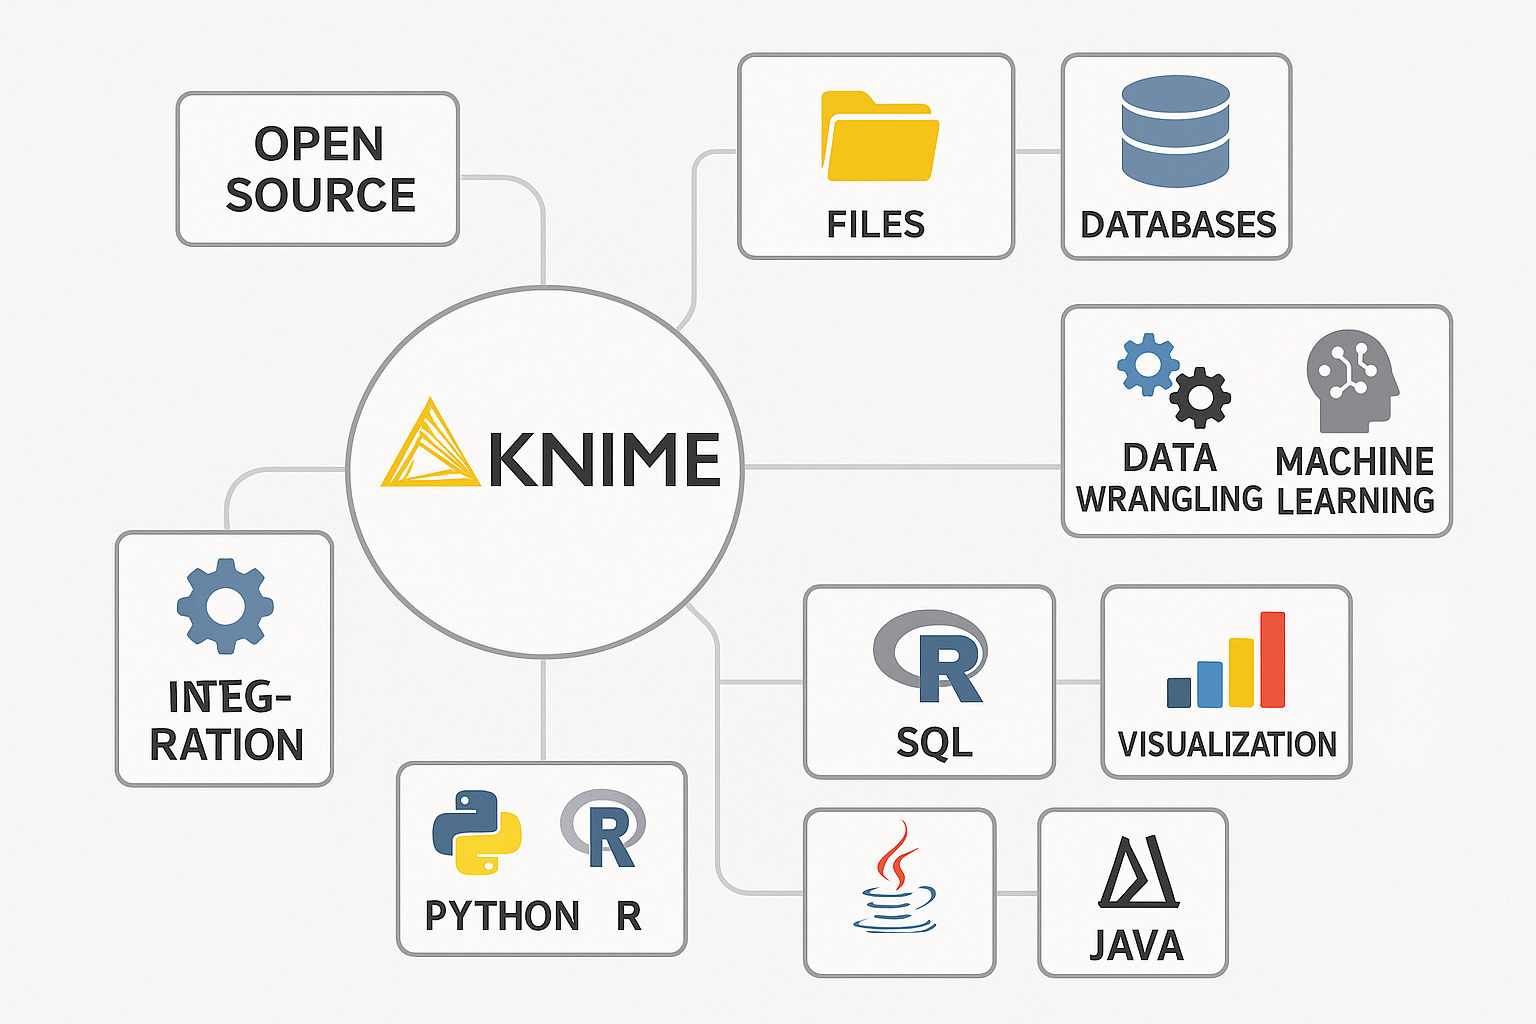 OPEN
SOURCE
FILES
DATABASES
KNIME
DATA
WRANGLING
MACHINE
LEARNING
INTEG-
RATION
R
SQL
VISUALIZATION
R
PYTHON R
JAVA